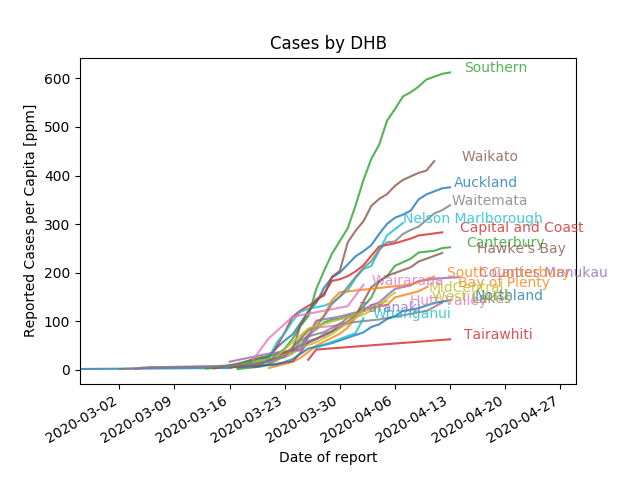 Cases by DHB
Reported Cases per Capita [ppm]
600
500
400
300
200
100
0
Southern
Waikato
Auckland
Waitemata
Nelson Marlborough
Capital and Coast
Canterbury
Hawke's Bay
South Canterbury
Counties Manukau
Wairarapa
Bay of Plenty
MidCentral
West Coast
Northland
Lakes
Hutt Valley
Taranaki
Whanganui
Tairawhiti
2020-03-02
2020-03-09
2020-03-16
2020-03-23
2020-03-30
2020-04-06
2020-04-13
2020-04-20
2020-04-27
Date of report